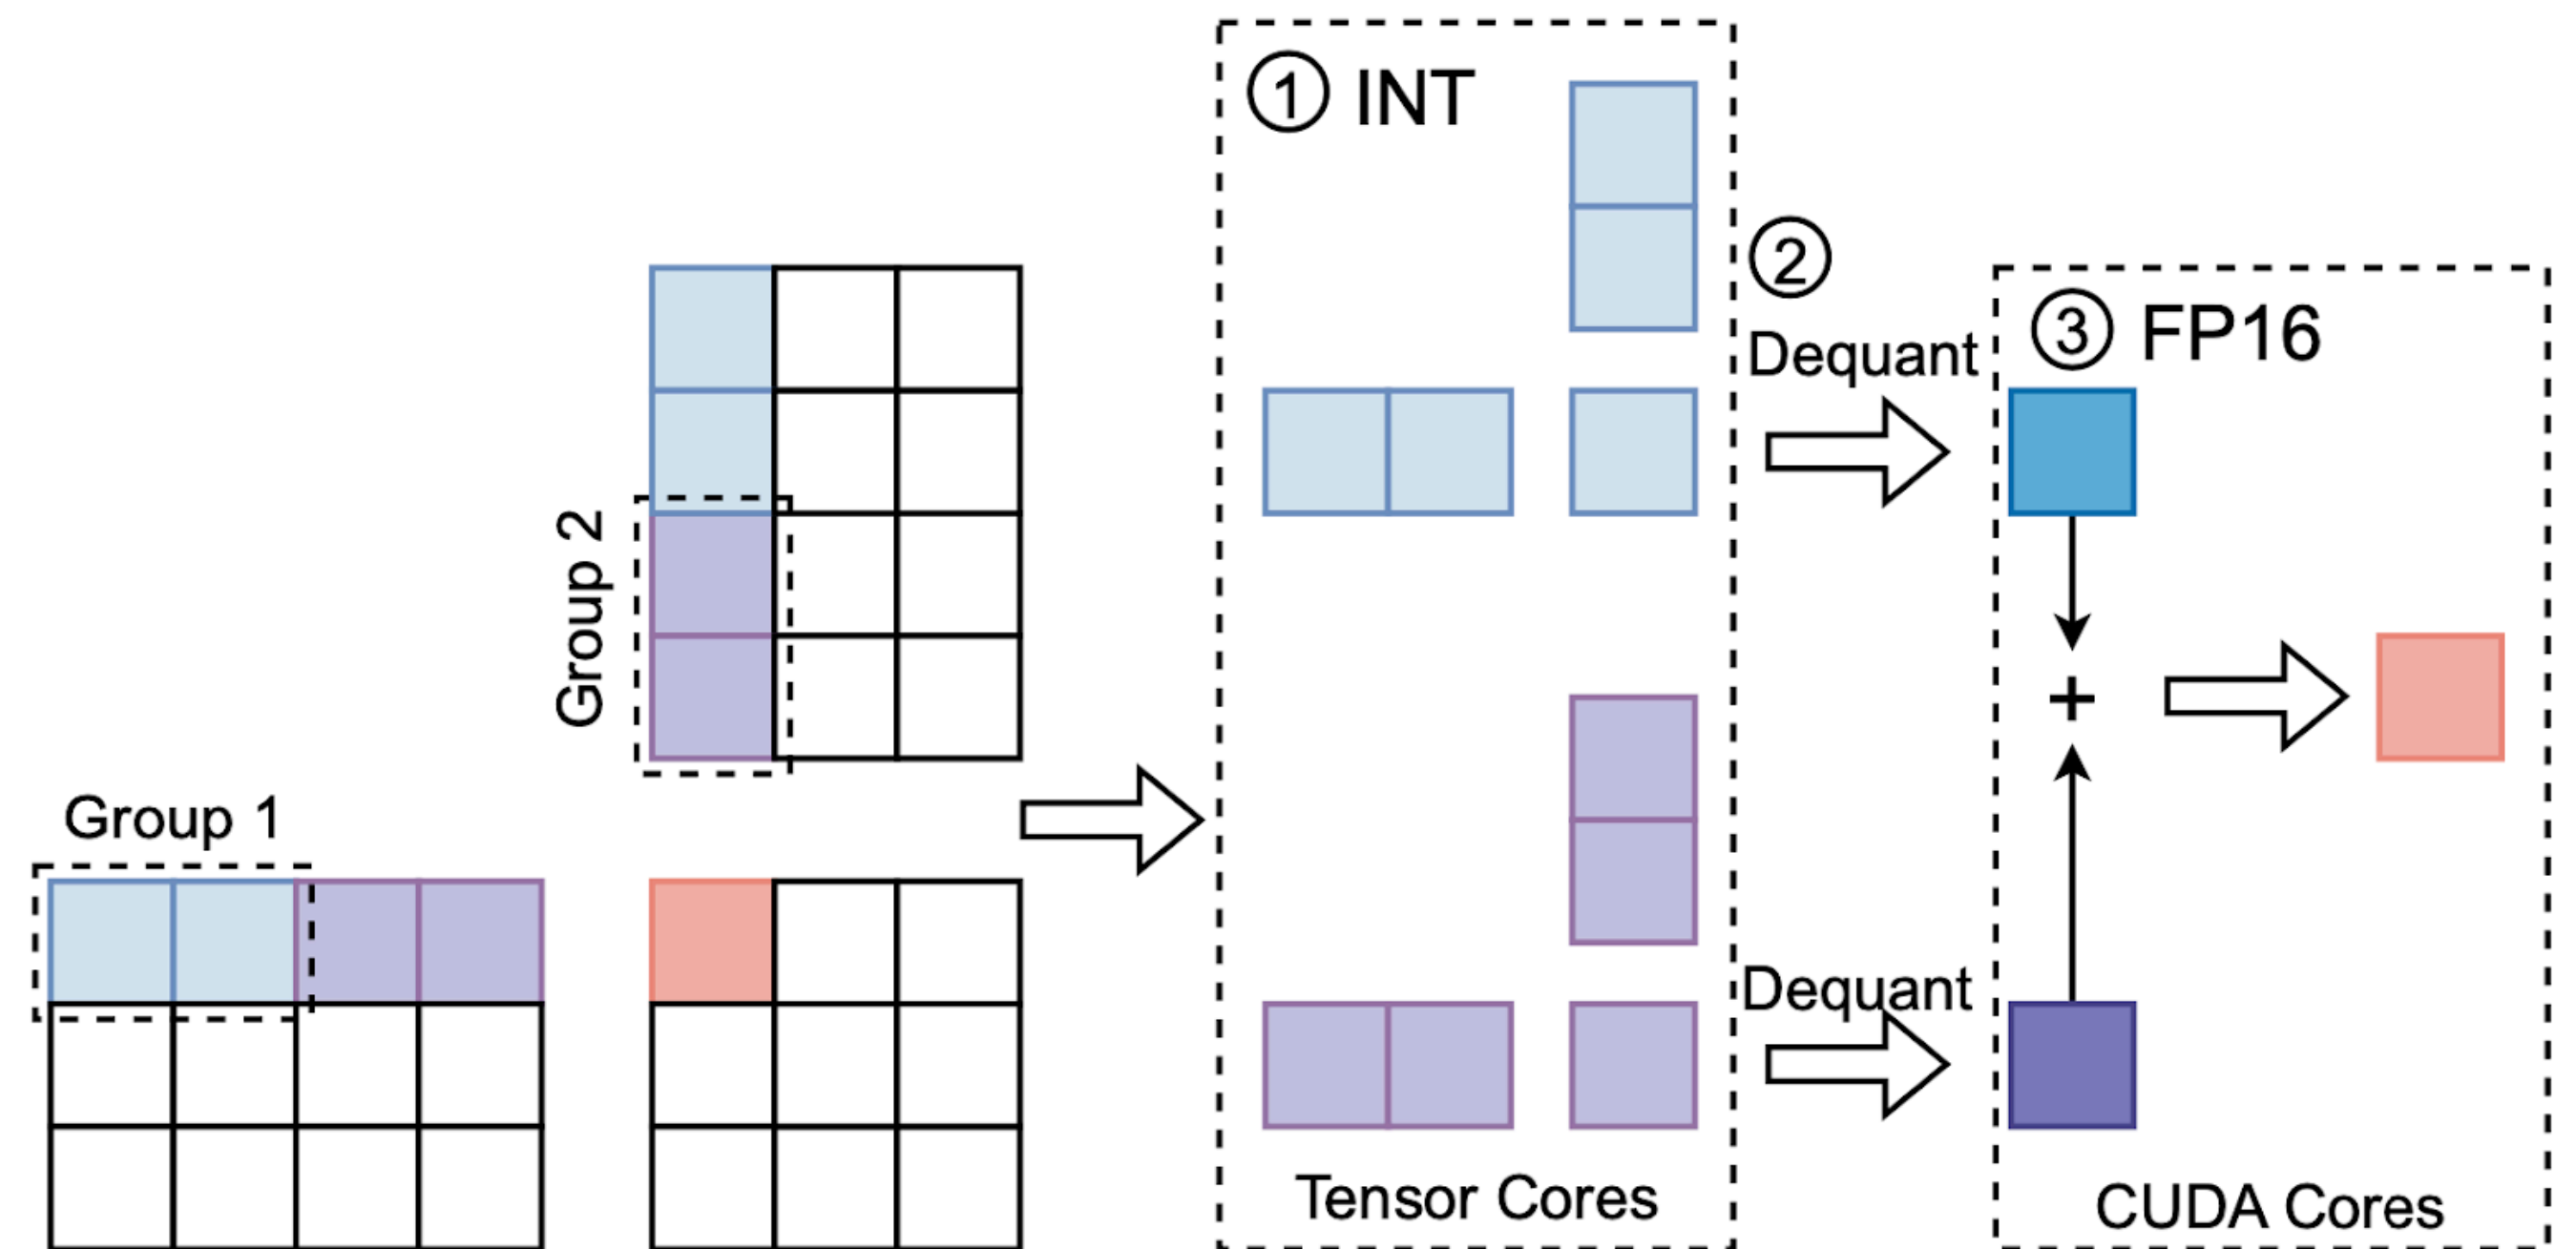 Group 1
Group 2
① INT
Tensor Cores
②
Dequant
Dequant
③ FP16
+
CUDA Cores